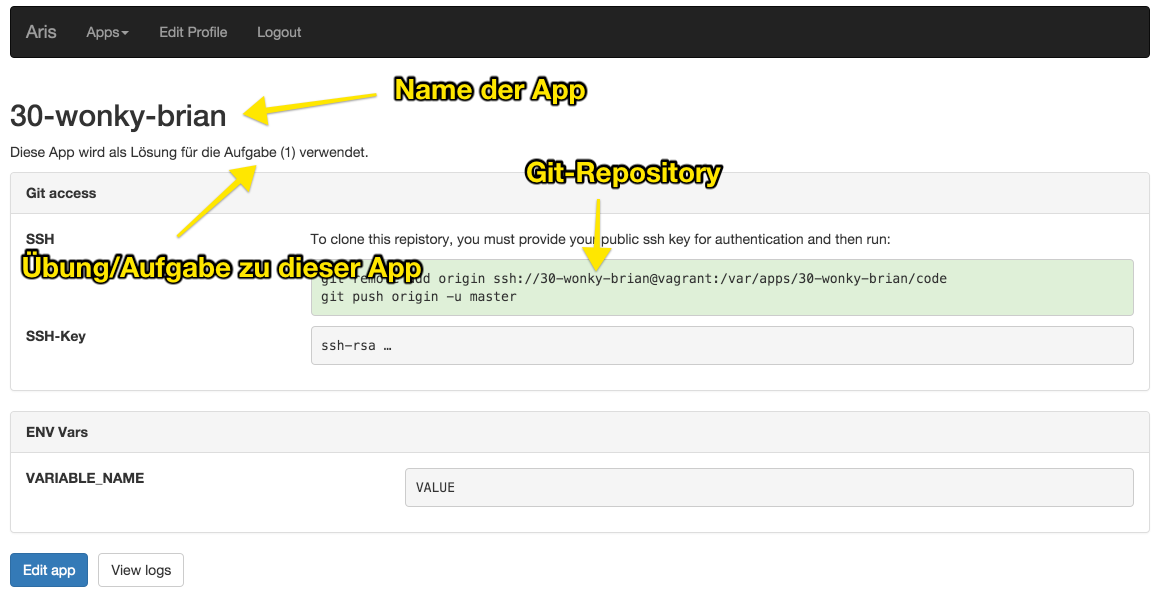 Aris Apps Edit Profile Logout
Name der App
30-wonky-brian
Diese App wird als Lösung für die Aufgabe (1) verwendet.
Git-Repository
Git access
SSH
To clone this repistory, you must provide your public ssh key for authentication and then run:
Übung/Aufgabe zu dieser App
git remote add origin ssh://30-wonky-brian@vagrant:/var/apps/30-wonky-brian/code
git push origin -u master
SSH-Key
ssh-rsa …
ENV Vars
VARIABLE_NAME
VALUE
Edit app View logs